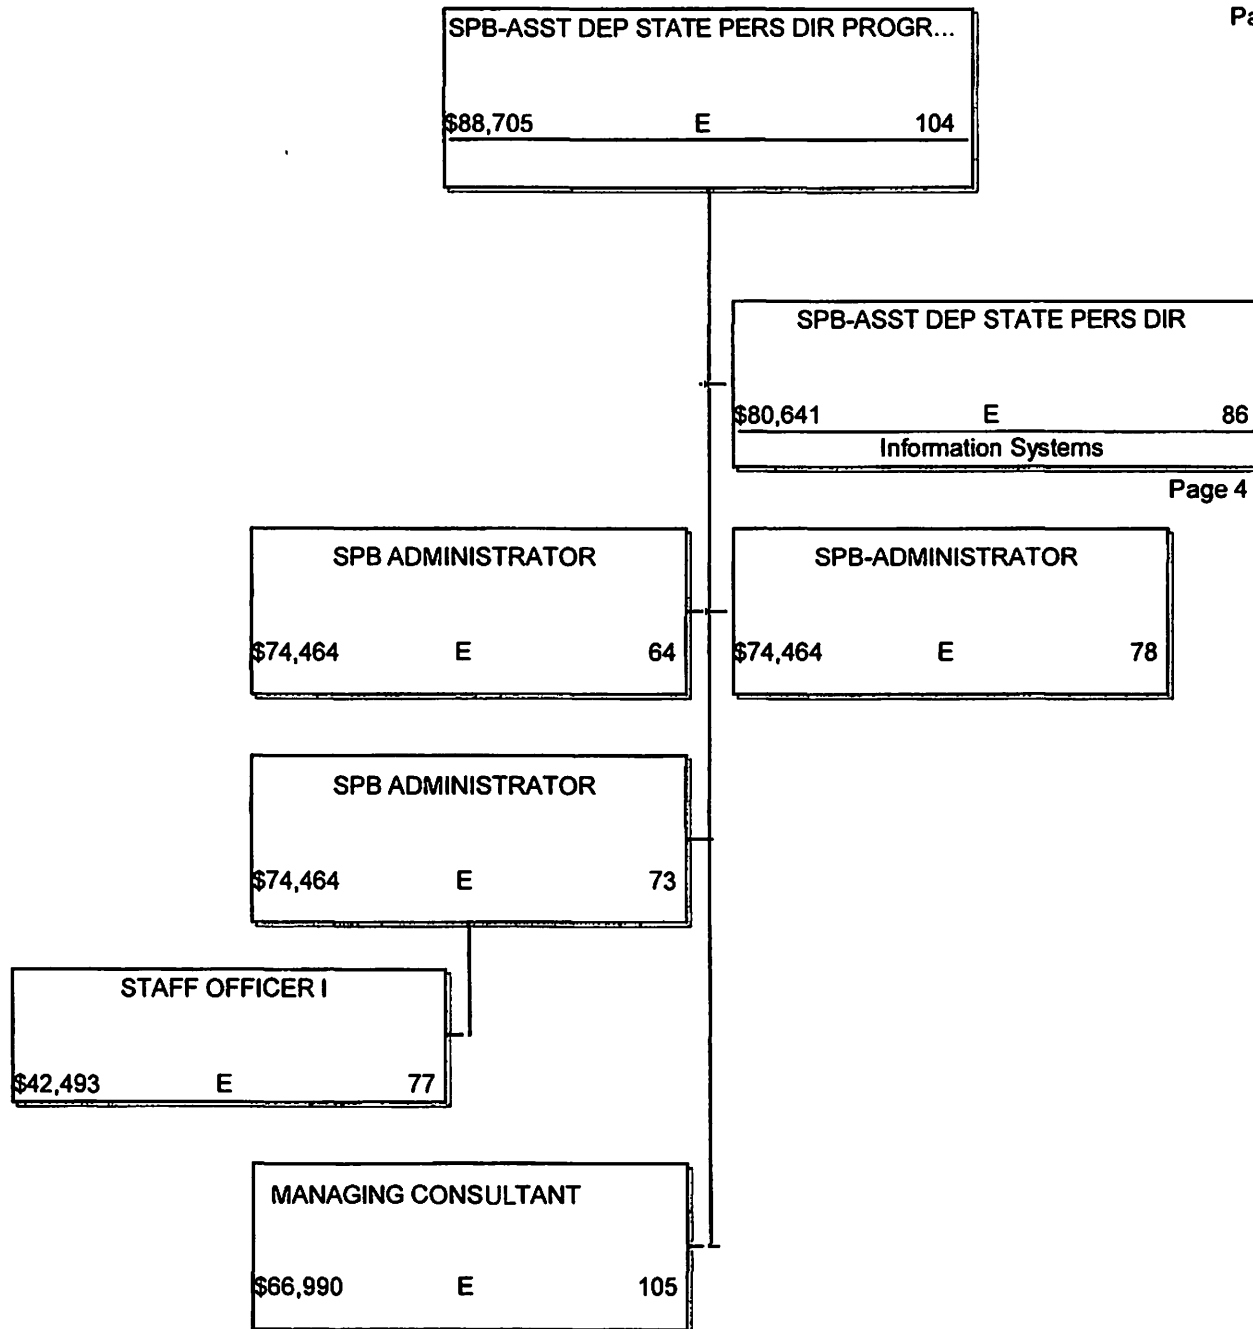 Pa
SPB-ASST DEP STATE PERS DIR PROGR...
$88,705 E 104
SPB-ASST DEP STATE PERS DIR
$80,641 E 86
Information Systems
Page 4
SPB ADMINISTRATOR
$74,464 E 64
SPB-ADMINISTRATOR
$74,464 E 78
SPB ADMINISTRATOR
$74,464 E 73
STAFF OFFICER I
$42,493 E 77
MANAGING CONSULTANT
$66,990 E 105